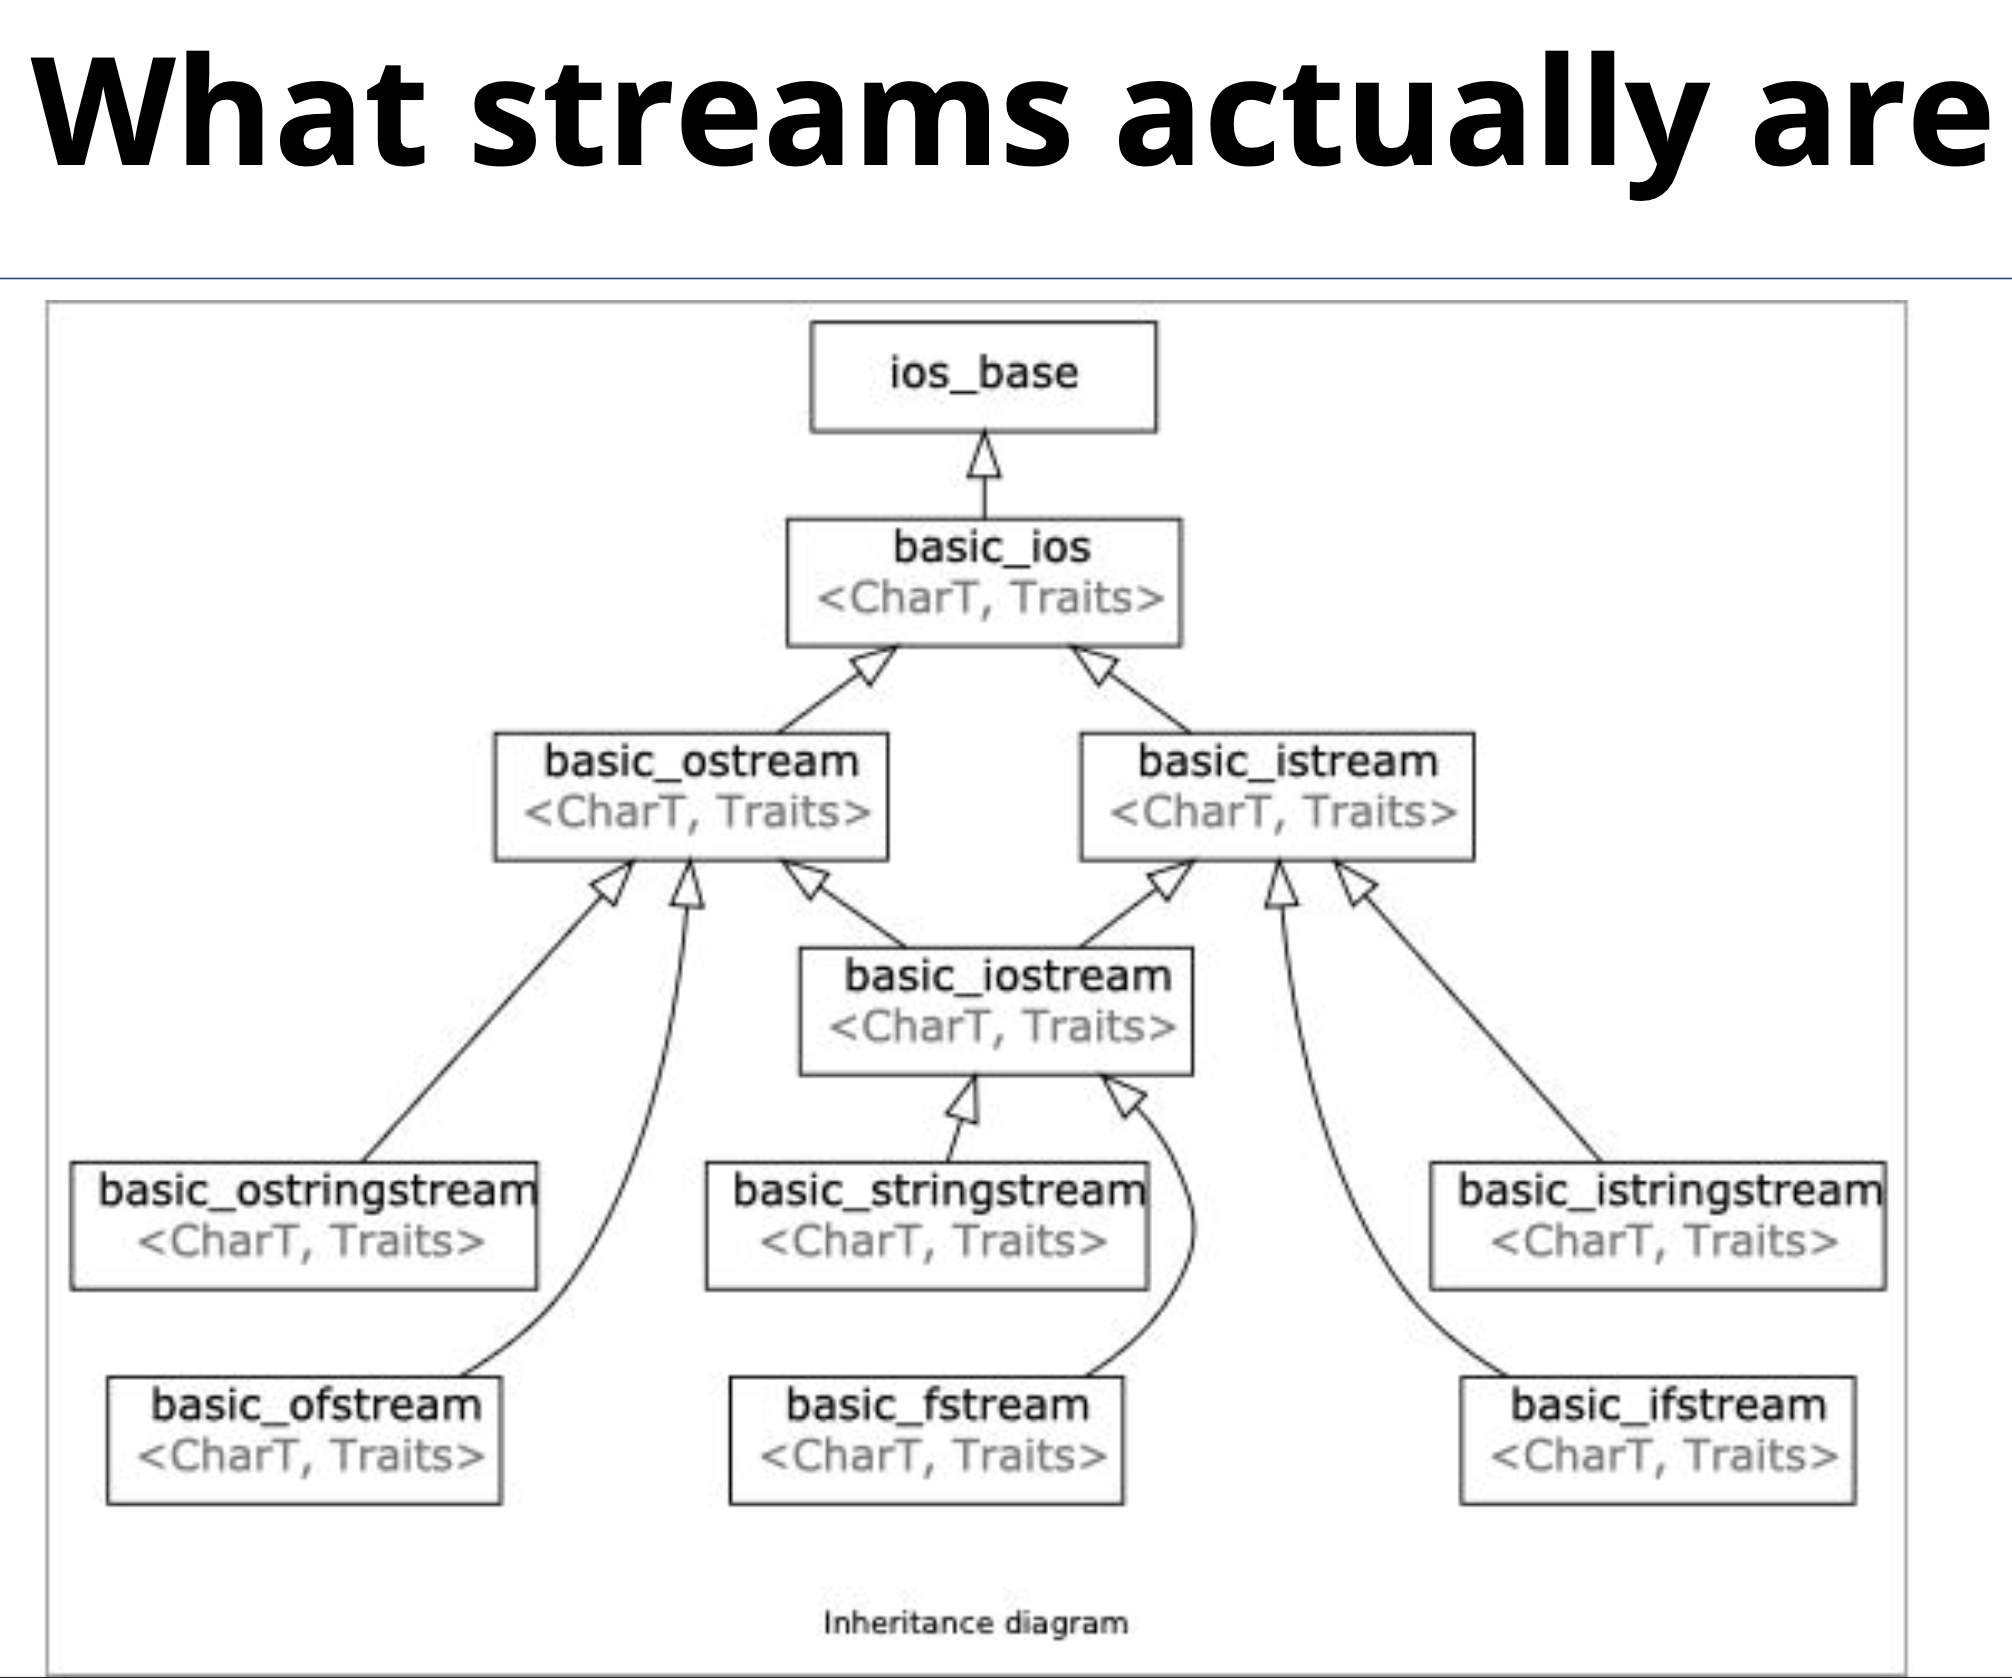 What streams actually are
ios_base
basic_ios
<CharT, Traits>
basic_ostream
<CharT, Traits>
basic_istream
<CharT, Traits>
basic_iostream
<CharT, Traits>
basic_ostringstream
<CharT, Traits>
basic_stringstream
<CharT, Traits>
basic_istringstream
<CharT, Traits>
basic_ofstream
<CharT, Traits>
basic_fstream
<CharT, Traits>
basic_ifstream
<CharT, Traits>
Inheritance diagram